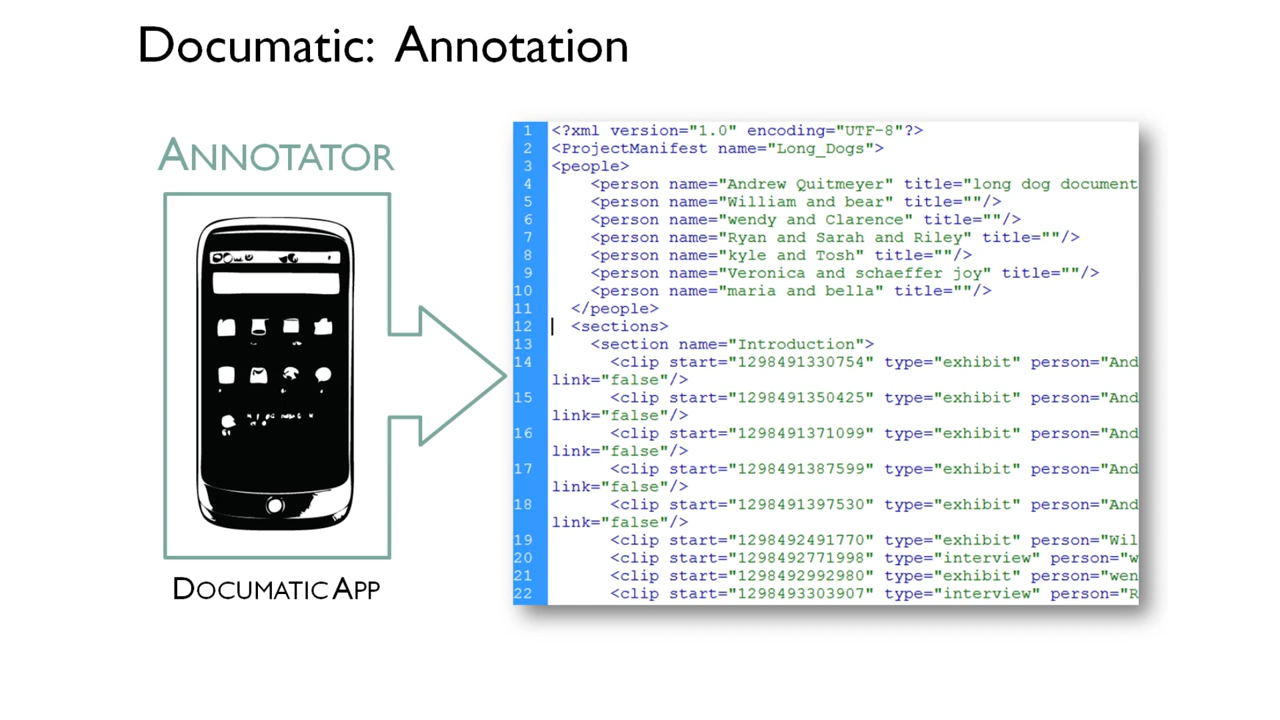 Documatic: Annotation
ANNOTATOR
DOCUMATIC APP
1 <?xml version="1.0" encoding="UTF-8"?>
2 <ProjectManifest name="Long_Dogs">
3 <people>
4 <person name="Andrew Quitmeyer" title="long dog document
5 <person name="William and bear" title=""/>
6 <person name="wendy and Clarence" title=""/>
7 <person name="Ryan and Sarah and Riley" title=""/>
8 <person name="kyle and Tosh" title=""/>
9 <person name="Veronica and schaeffer joy" title=""/>
10 <person name="maria and bella" title=""/>
11 </people>
12 <sections>
13 <section name="Introduction">
14 <clip start="1298491330754" type="exhibit" person="And
link="false"/>
15 <clip start="1298491350425" type="exhibit" person="And
link="false"/>
16 <clip start="1298491371099" type="exhibit" person="And
link="false"/>
17 <clip start="1298491387599" type="exhibit" person="And
link="false"/>
18 <clip start="1298491397530" type="exhibit" person="And
link="false"/>
19 <clip start="1298492491770" type="exhibit" person="Wil
20 <clip start="1298492771998" type="interview" person="w
21 <clip start="1298492992980" type="exhibit" person="wen
22 <clip start="1298493303907" type="interview" person="R